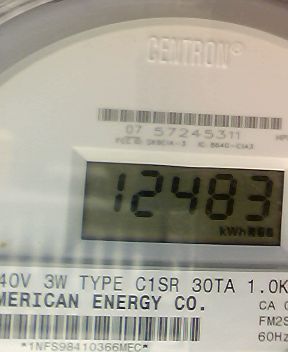 CENTRON®
07 57245311
12483
kWh
40V 3W TYPE C1SR 30TA 1.0K
MERICAN ENERGY CO.
CA
FM2S
60Hz
*1NFS98410366MEC*